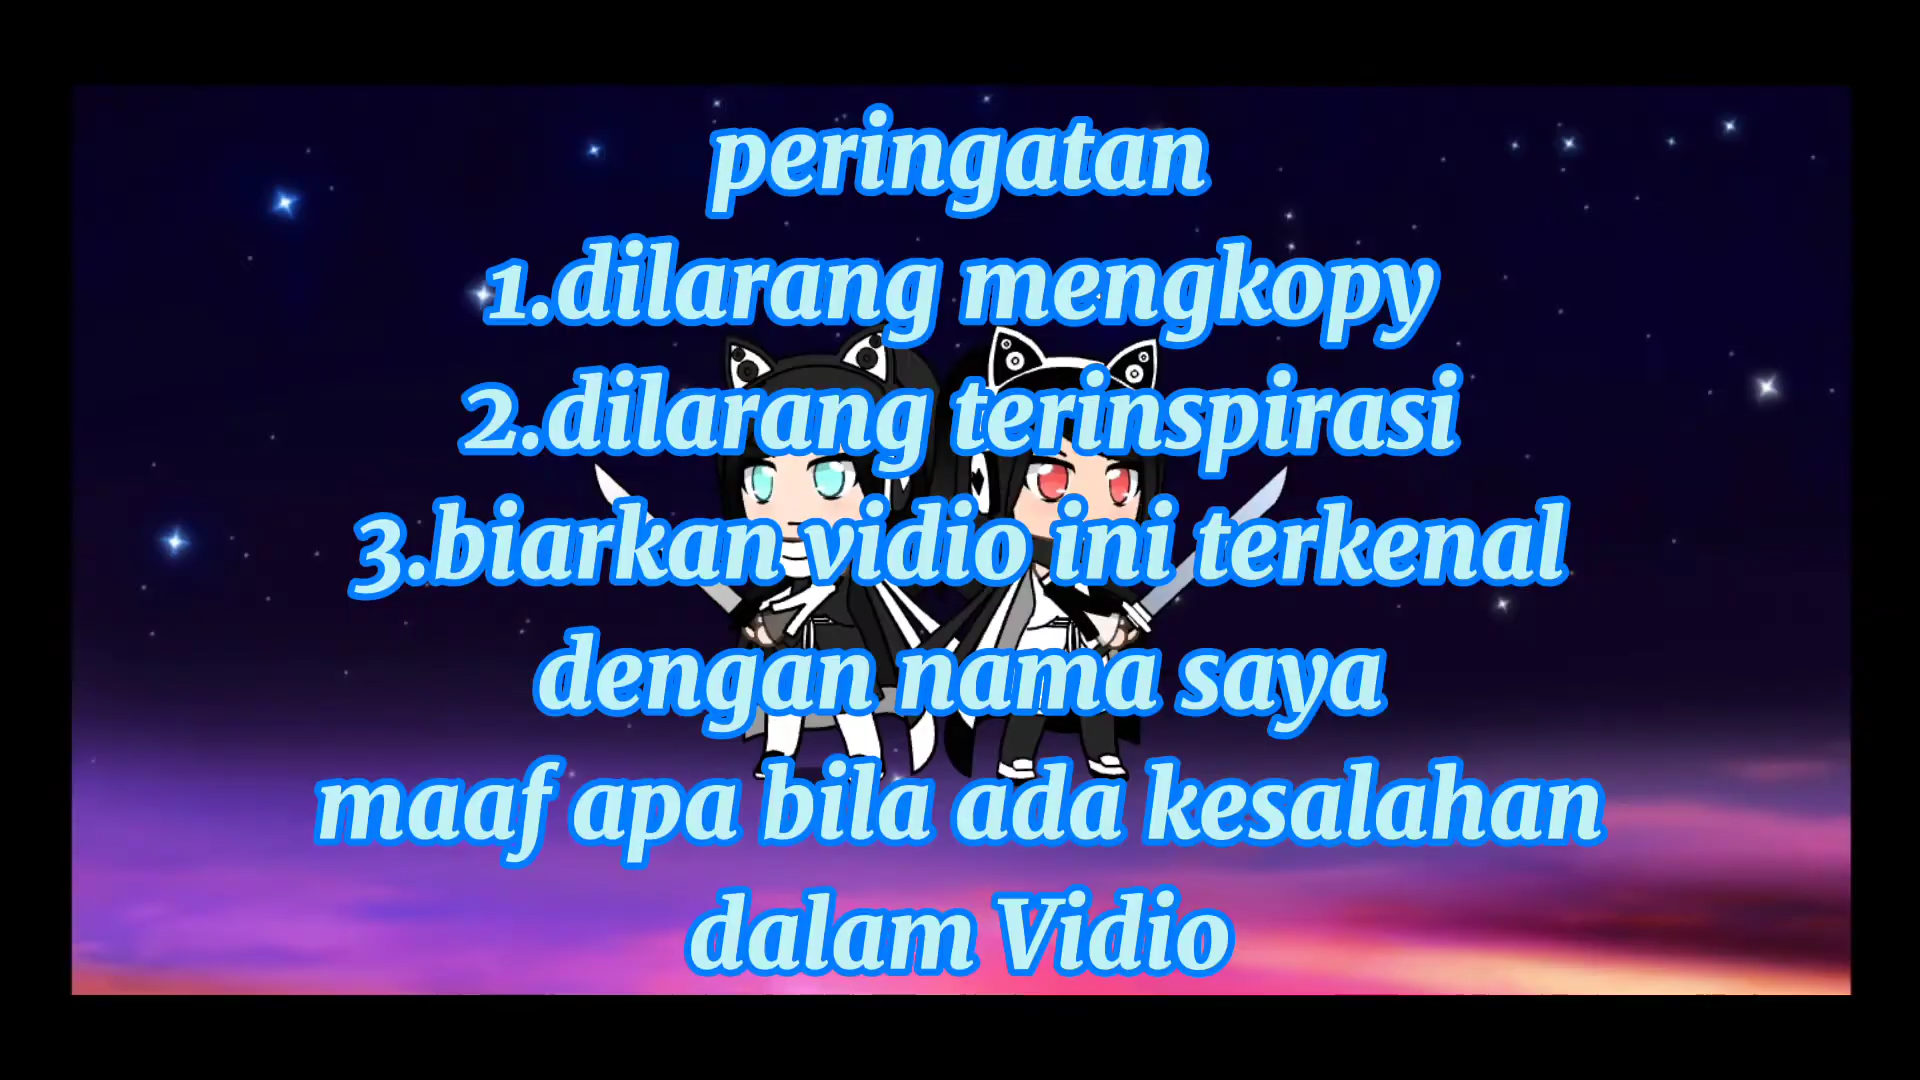 peringatan
1.dilarang mengkopy
2.dilarang terinspirasi
3.biarkan vidio ini terkenal
dengan nama saya
maaf apa bila ada kesalahan
dalam Vidio